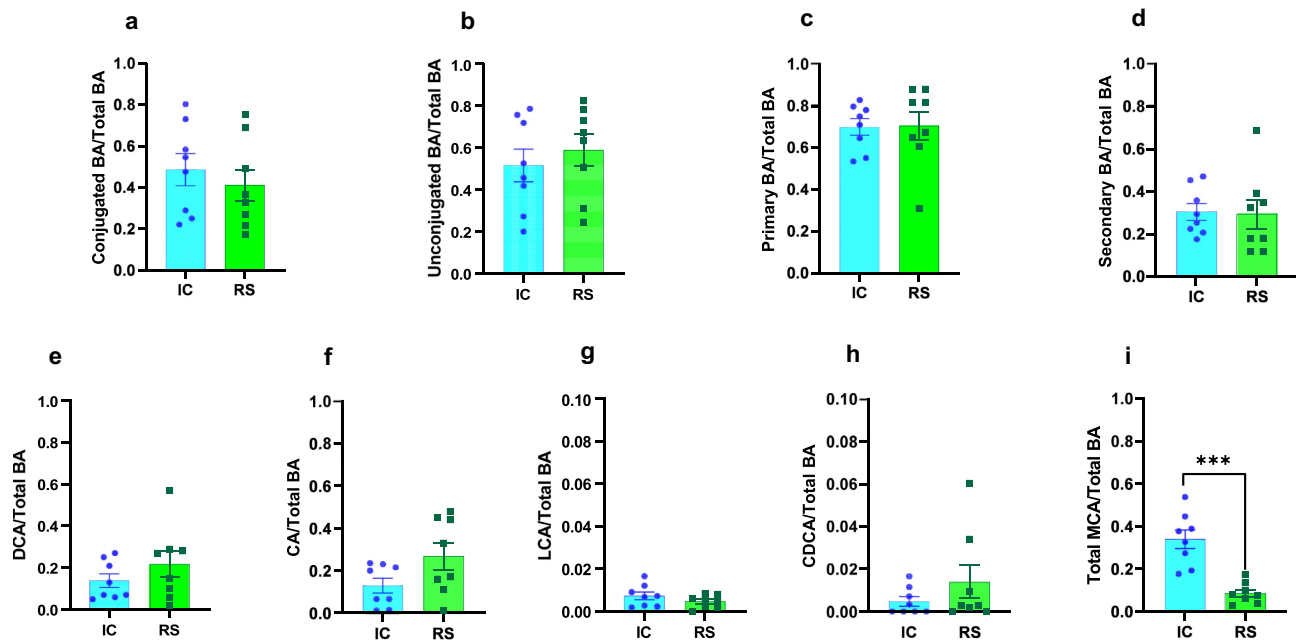 a
Conjugated BA/Total BA
1.0
0.8
0.6
0.4
0.2
0.0
IC RS
b
Unconjugated BA/Total BA
1.0
0.8
0.6
0.4
0.2
0.0
IC RS
c
Primary BA/Total BA
1.0
0.8
0.6
0.4
0.2
0.0
IC RS
d
Secondary BA/Total BA
1.0
0.8
0.6
0.4
0.2
0.0
IC RS
e
DCA/Total BA
1.0
0.8
0.6
0.4
0.2
0.0
IC RS
f
CA/Total BA
1.0
0.8
0.6
0.4
0.2
0.0
IC RS
g
LCA/Total BA
0.10
0.08
0.06
0.04
0.02
0.00
IC RS
h
CDCA/Total BA
0.10
0.08
0.06
0.04
0.02
0.00
IC RS
i
Total MCA/Total BA
1.0
0.8
0.6
0.4
0.2
0.0
***
IC RS